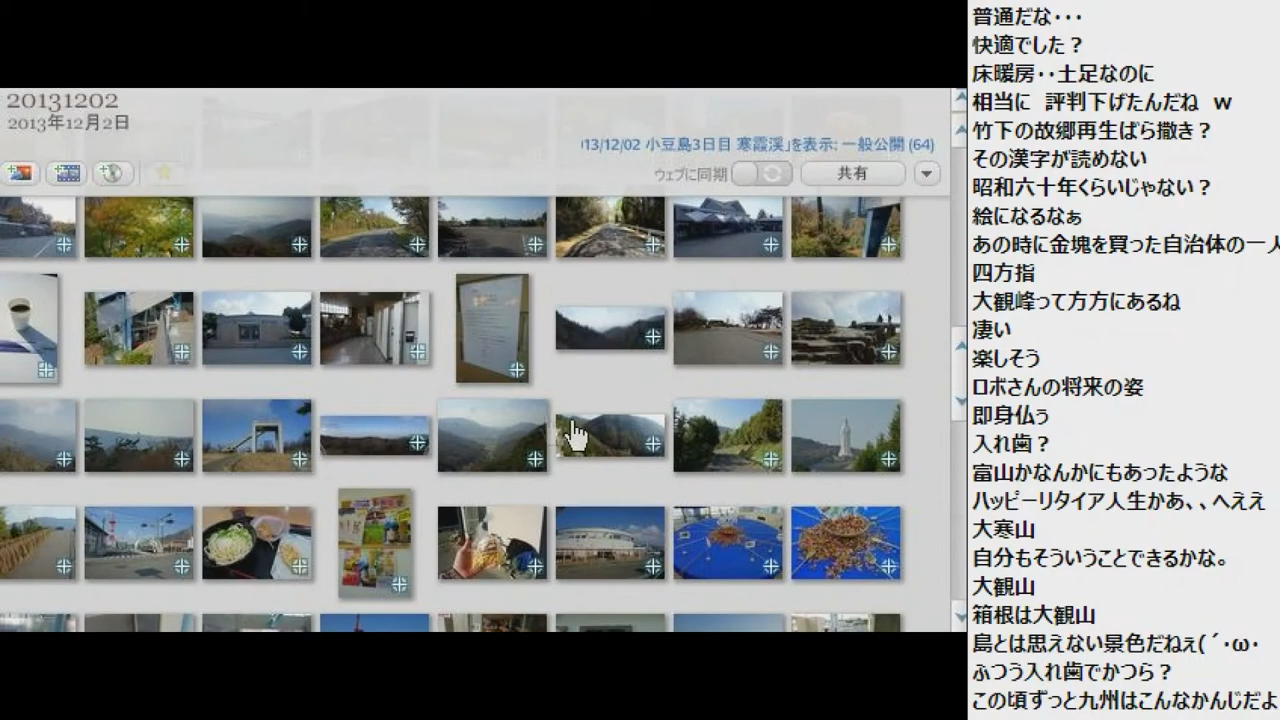 20131202
2013年12月2日
13/12/02 小豆島3日目 寒霞渓」を表示: 一般公開 (64)
ウェブに同期
共有
普通だな･･･
快適でした？
床暖房･･土足なのに
相当に　評判下げたんだね　w
竹下の故郷再生ばら撒き？
その漢字が読めない
昭和六十年くらいじゃない？
絵になるなぁ
あの時に金塊を買った自治体の一人
四方指
大観峰って方方にあるね
凄い
楽しそう
ロボさんの将来の姿
即身仏ぅ
入れ歯？
富山かなんかにもあったような
ハッピーリタイア人生かあ、、へええ
大寒山
自分もそういうことできるかな。
大観山
箱根は大観山
島とは思えない景色だねぇ(´･ω･
ふつう入れ歯でかつら？
この頃ずっと九州はこんなかんじだよ